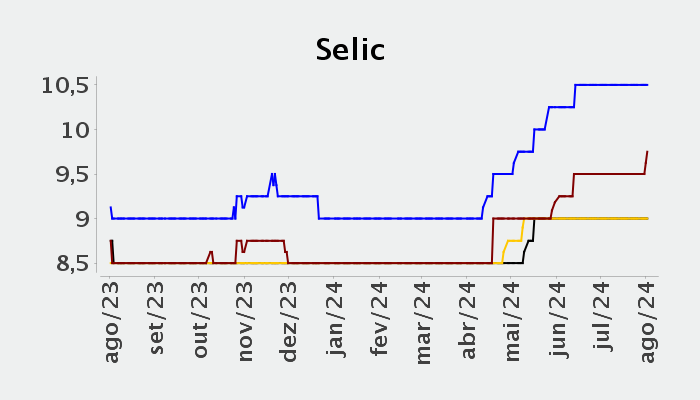 Selic
10,5
10
9,5
9
8,5
ago/23
set/23
out/23
nov/23
dez/23
jan/24
fev/24
mar/24
abr/24
mai/24
jun/24
jul/24
ago/24